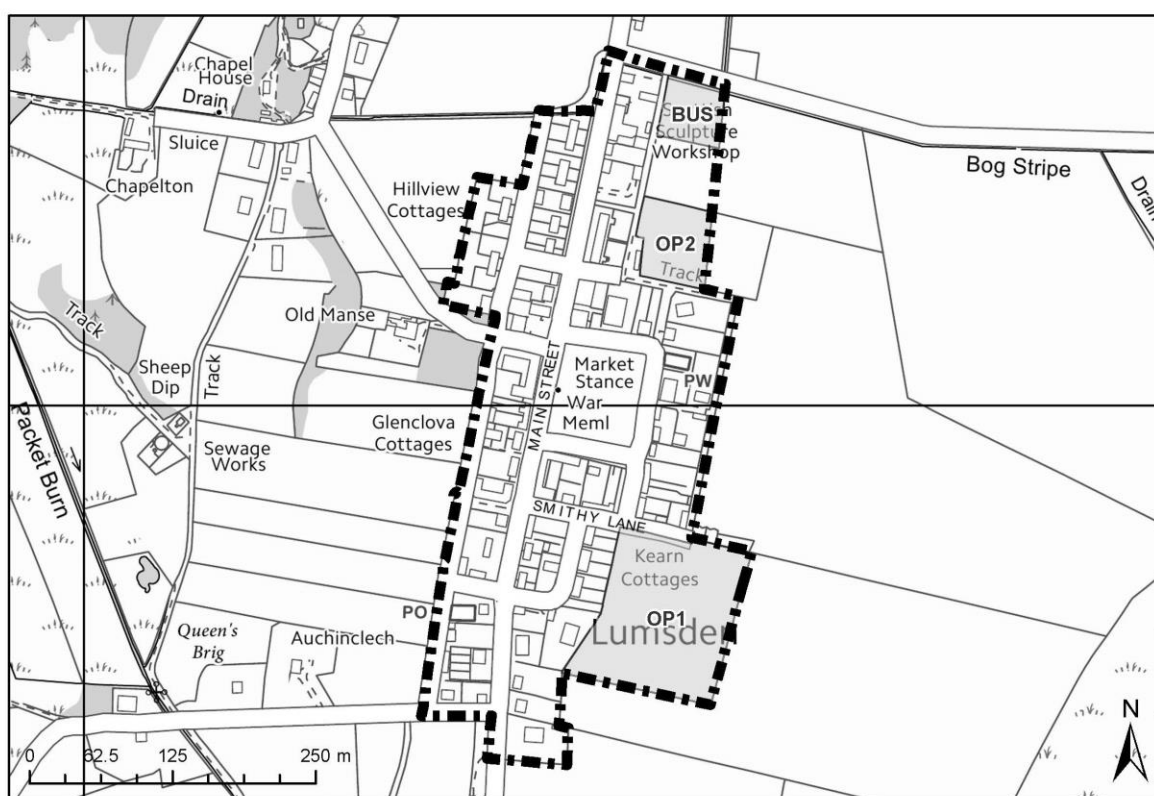 Chapel
House
Drain
Sluice
Chapelton
BUS
Scottish
Sculpture
Workshop
Bog Stripe
Drain
Hillview
Cottages
OP2
Track
Old Manse
Track
Sheep
Dip
Track
MAIN STREET
Market
Stance
War
Meml
PW
Glenclova
Cottages
Sewage
Works
Packet Burn
SMITHY LANE
Kearn
Cottages
OP1
Lumsden
PO
Queen's
Brig
Auchinclech
N
0 62.5 125 250 m